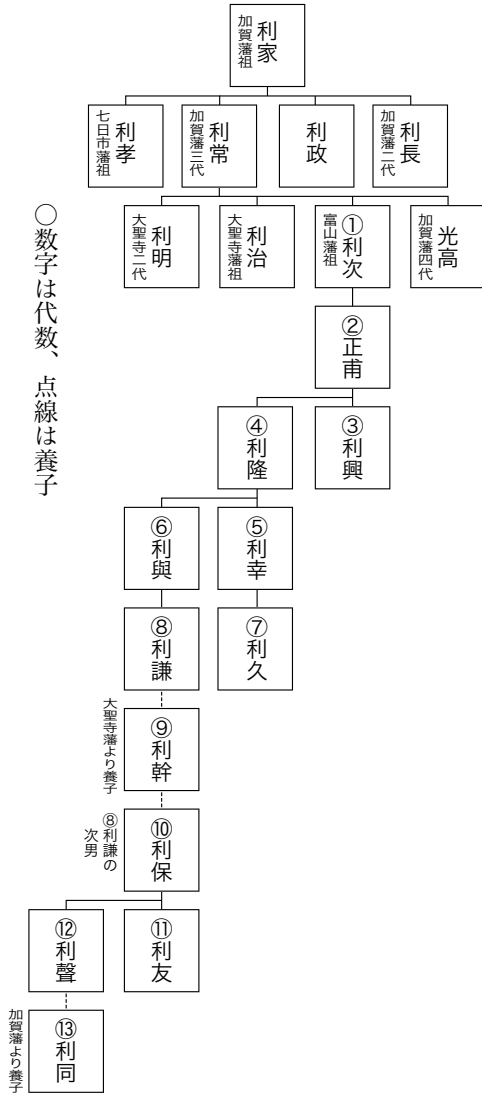 利家
加賀藩祖
利長
加賀藩二代
利政
利常
加賀藩三代
利孝
七日市藩祖
光高
加賀藩四代
①利次
富山藩祖
利治
大聖寺藩祖
利明
大聖寺二代
②正甫
③利興
④利隆
⑤利幸
⑥利與
⑦利久
⑧利謙
⑨利幹
大聖寺藩より養子
⑩利保
⑧利謙の
次男
⑪利友
⑫利聲
⑬利同
加賀藩より養子
○数字は代数、点線は養子